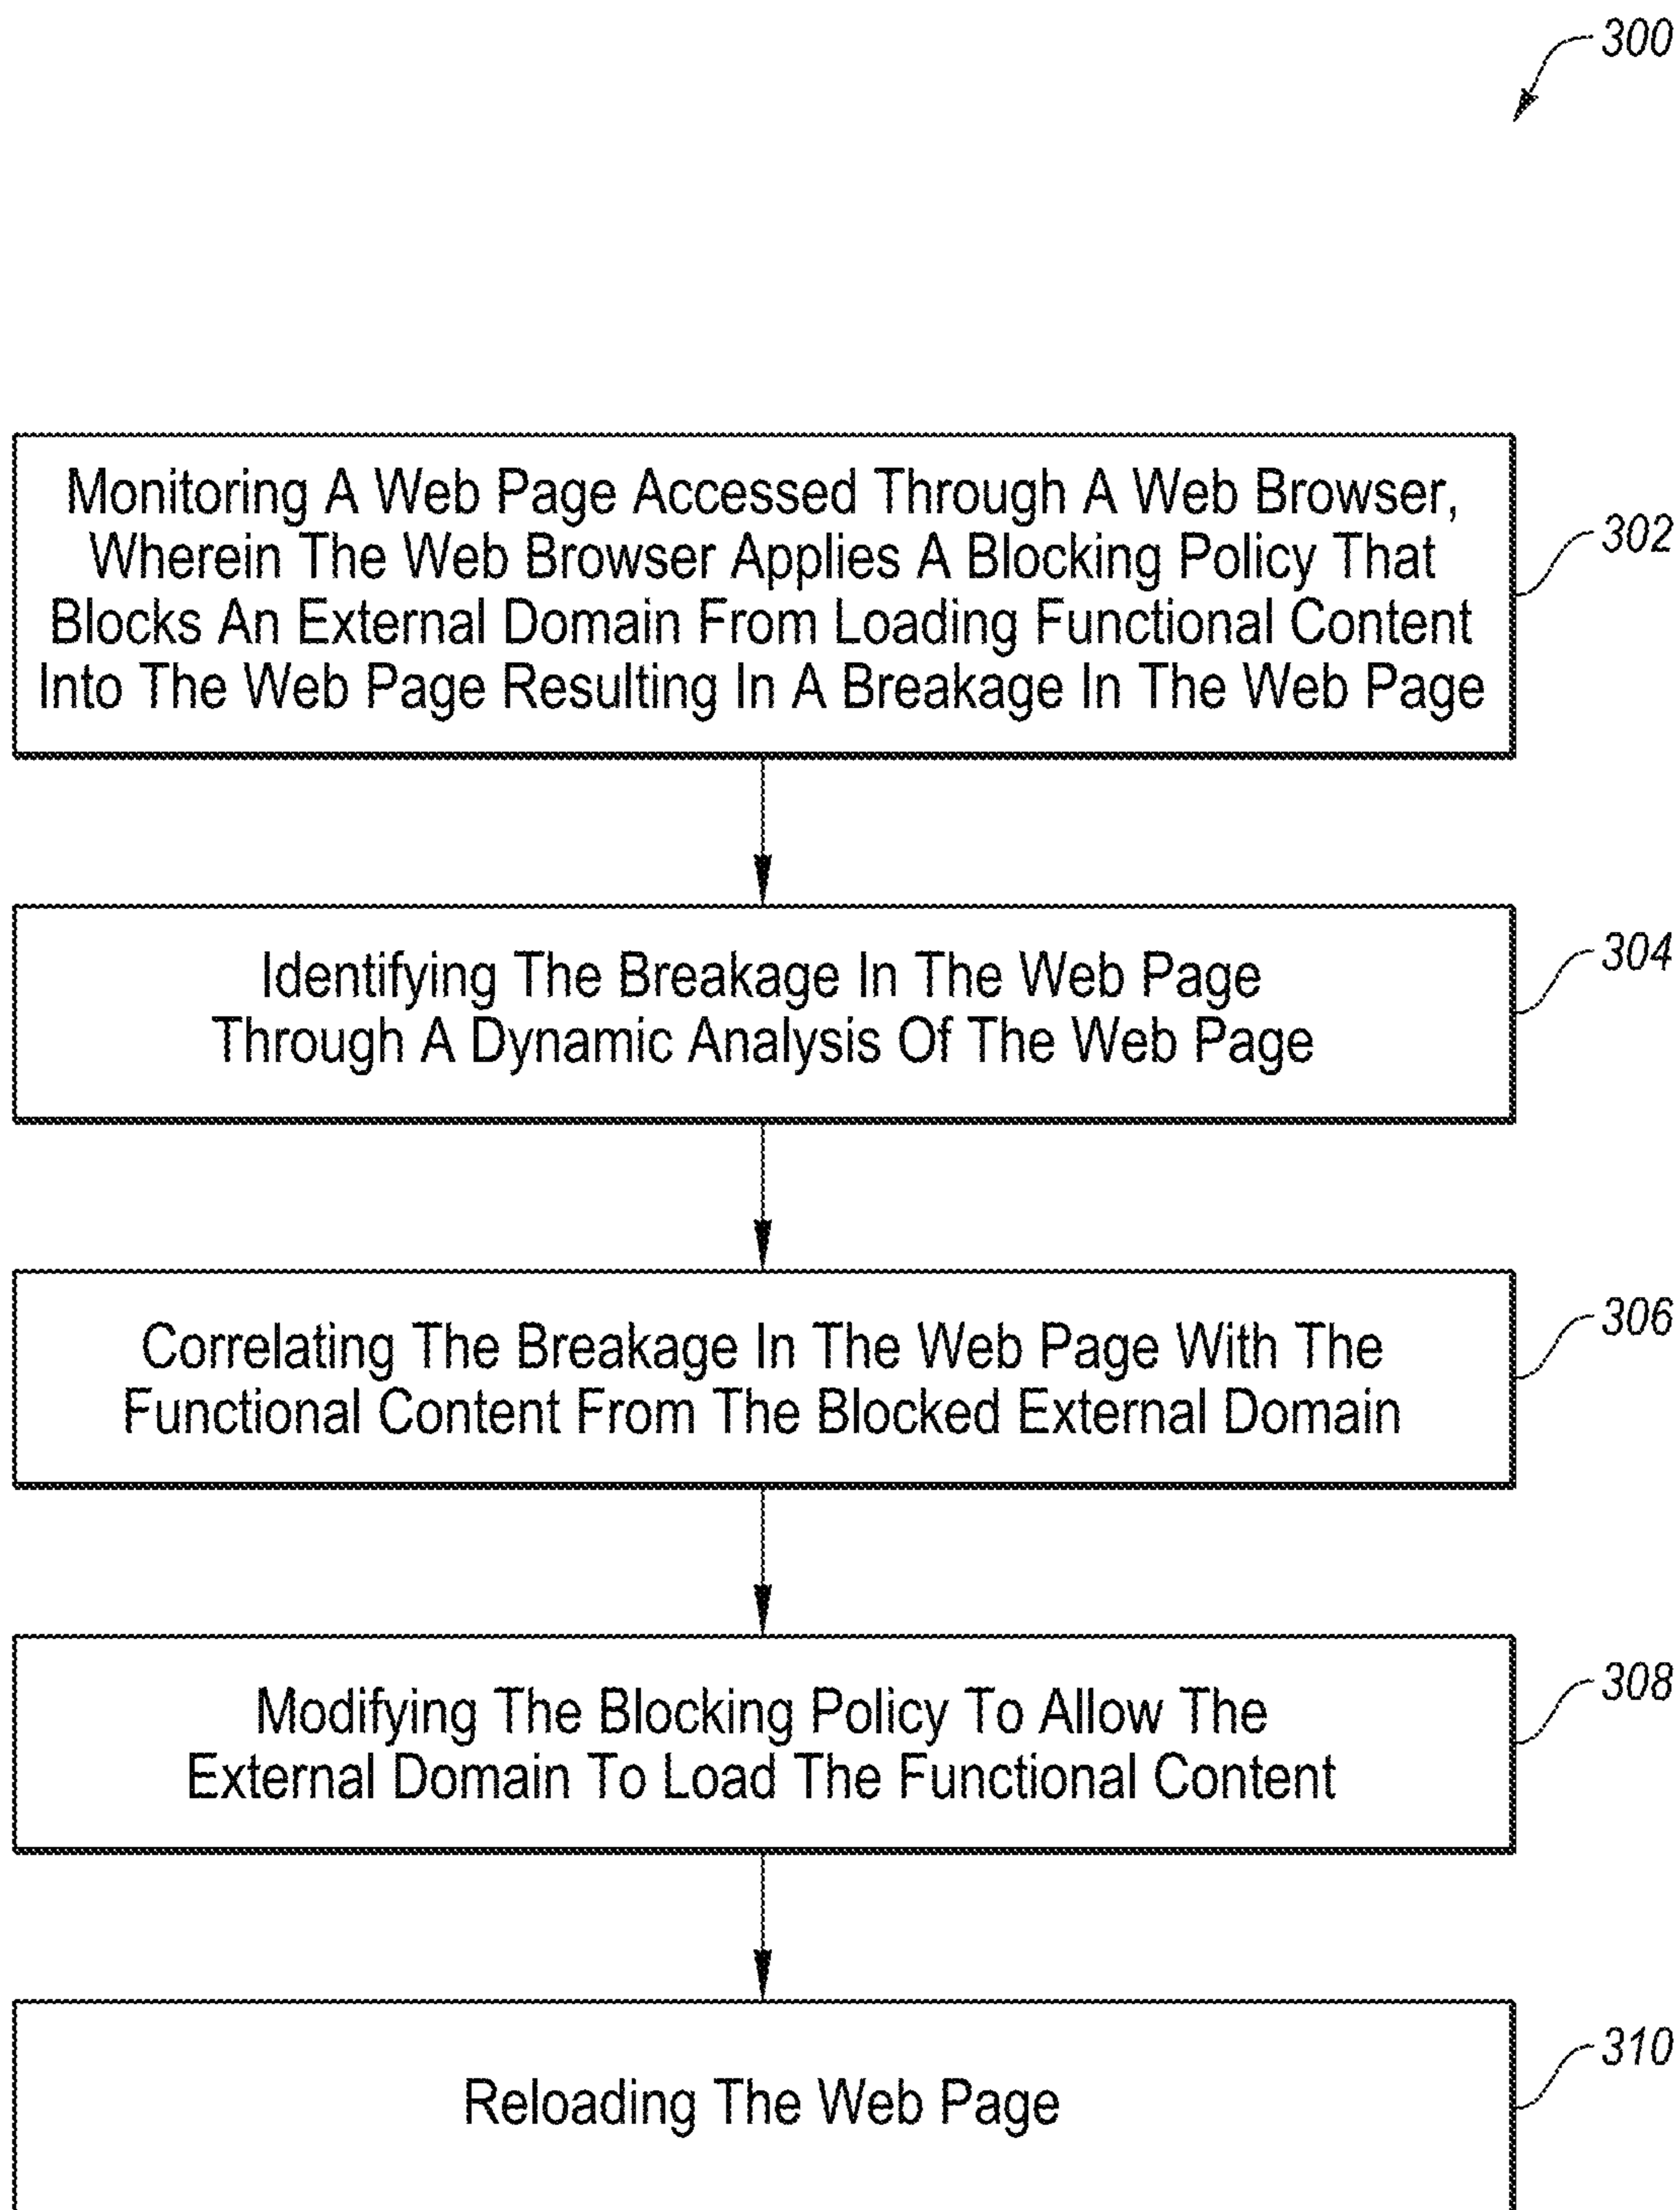 300
Monitoring A Web Page Accessed Through A Web Browser,
Wherein The Web Browser Applies A Blocking Policy That
Blocks An External Domain From Loading Functional Content
Into The Web Page Resulting In A Breakage In The Web Page
302
Identifying The Breakage In The Web Page
Through A Dynamic Analysis Of The Web Page
304
Correlating The Breakage In The Web Page With The
Functional Content From The Blocked External Domain
306
Modifying The Blocking Policy To Allow The
External Domain To Load The Functional Content
308
Reloading The Web Page
310